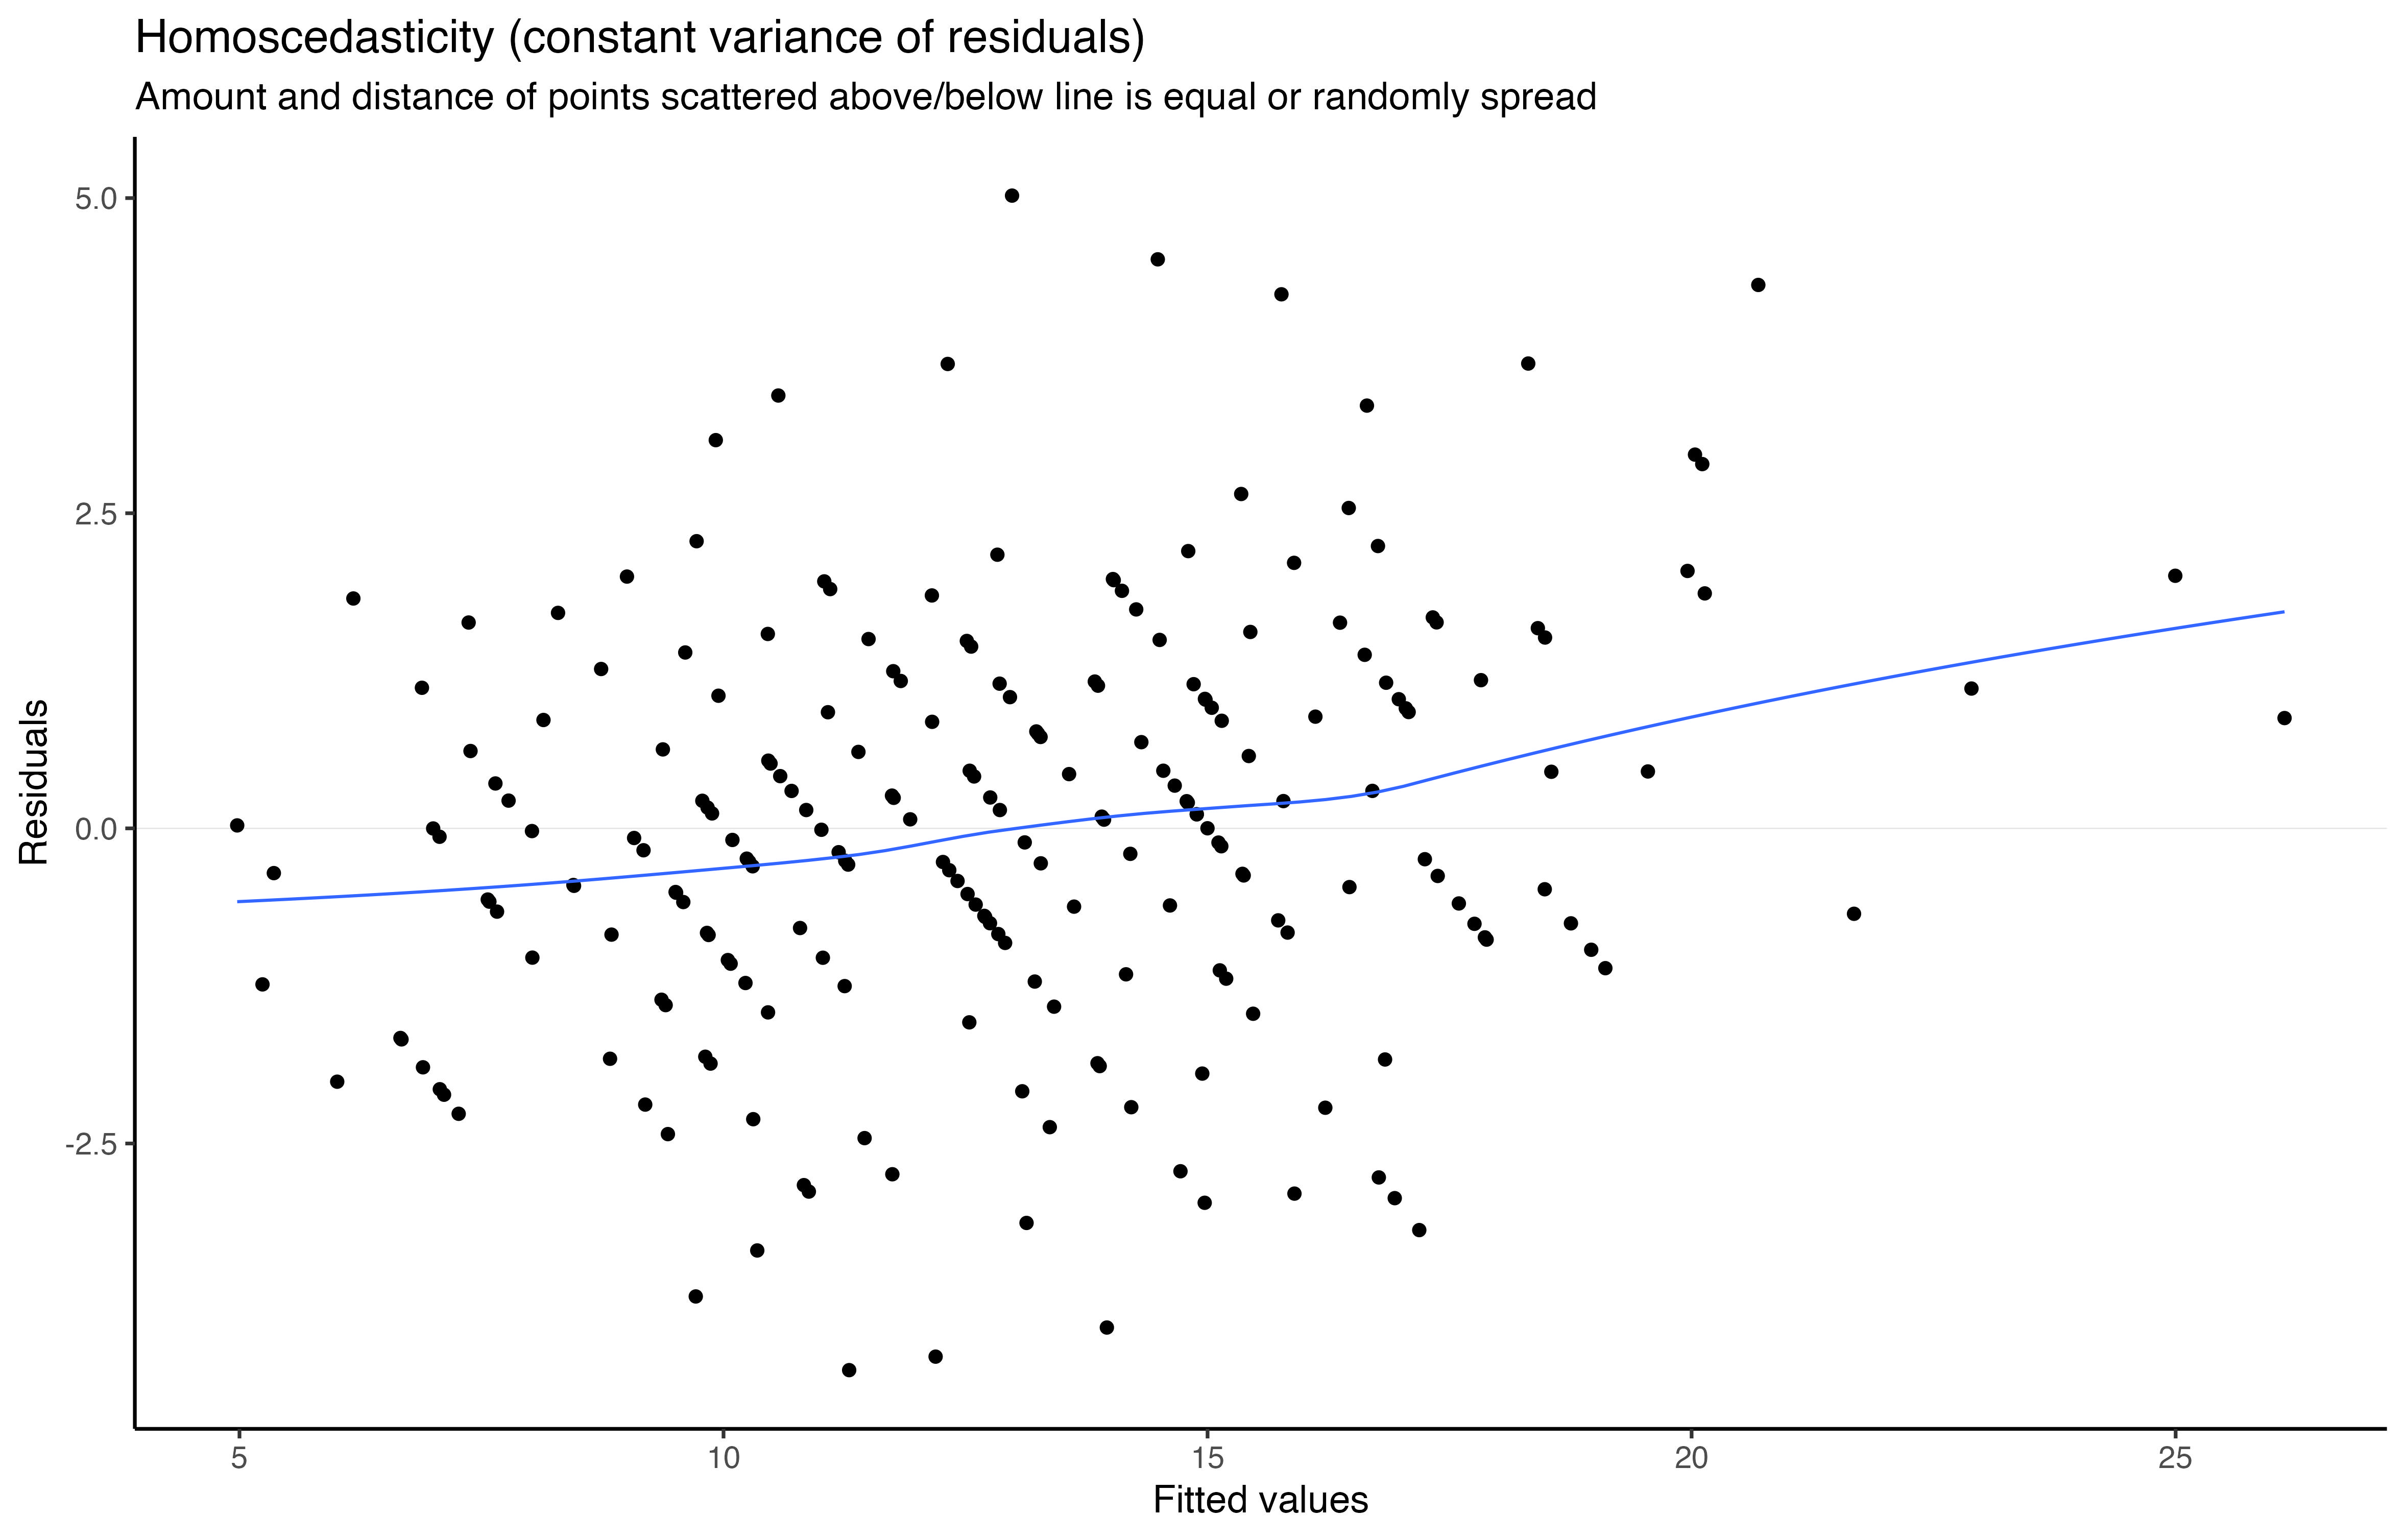 Homoscedasticity (constant variance of residuals)
Amount and distance of points scattered above/below line is equal or randomly spread
5.0
2.5
0.0
-2.5
Residuals
5 10 15 20 25
Fitted values